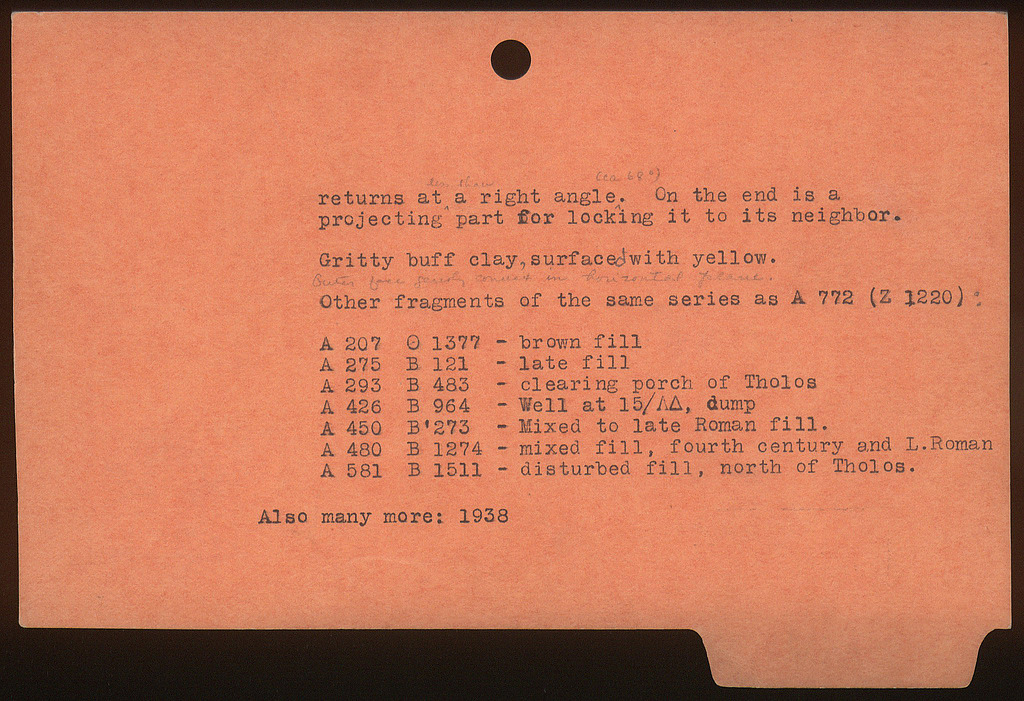 less than (ca 68°)
returns at a right angle. On the end is a
projecting part for locking it to its neighbor.
Gritty buff clay, surfaced with yellow.
Outer face convex in horizontal plane.
Other fragments of the same series as A 772 (Z 1220):
A 207 Θ 1377 - brown fill
A 275 B 121 - late fill
A 293 B 483 - clearing porch of Tholos
A 426 B 964 - Well at 15/ΛΔ, dump
A 450 B'273 - Mixed to late Roman fill.
A 480 B 1274 - mixed fill, fourth century and L.Roman
A 581 B 1511 - disturbed fill, north of Tholos.
Also many more: 1938